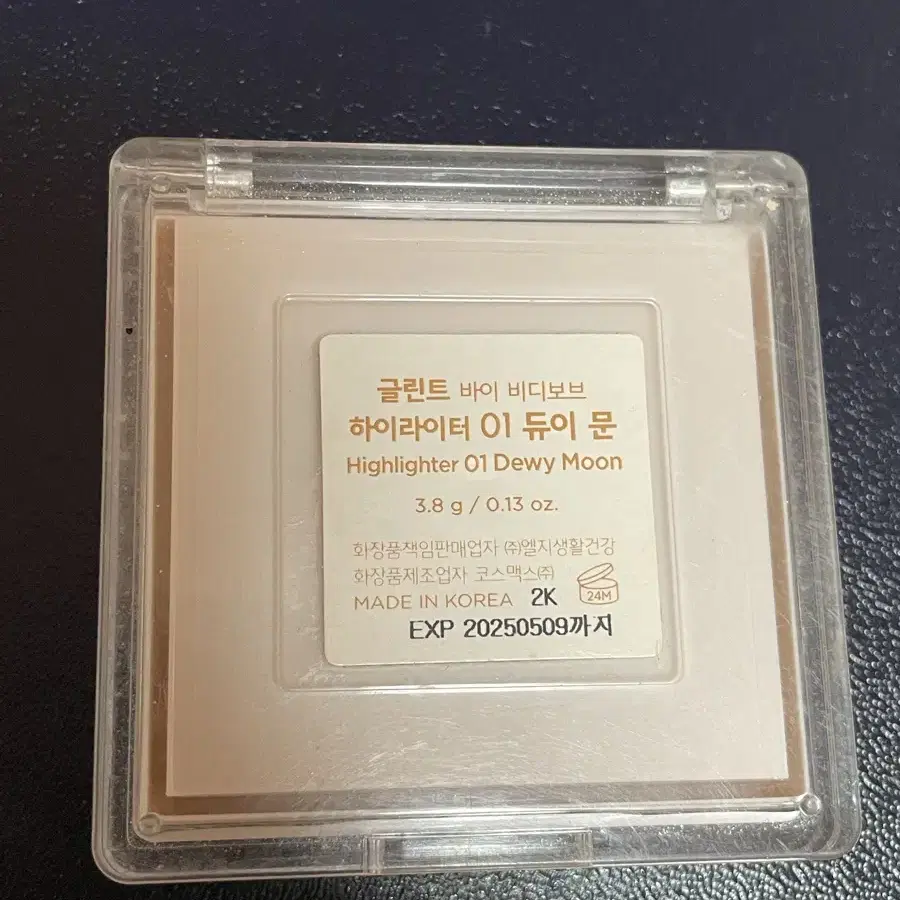 글린트 바이 비디보브
하이라이터 01 듀이 문
Highlighter 01 Dewy Moon
3.8 g / 0.13 oz.
화장품책임판매업자 ㈜엘지생활건강
화장품제조업자 코스맥스㈜
MADE IN KOREA 2K 24M
EXP 20250509까지